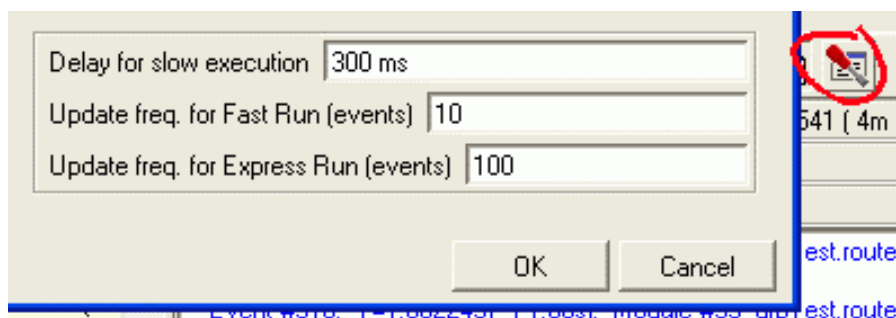 Delay for slow execution 300 ms
Update freq. for Fast Run (events) 10
541 ( 4m
Update freq. for Express Run (events) 100
OK Cancel
est.route
est.route